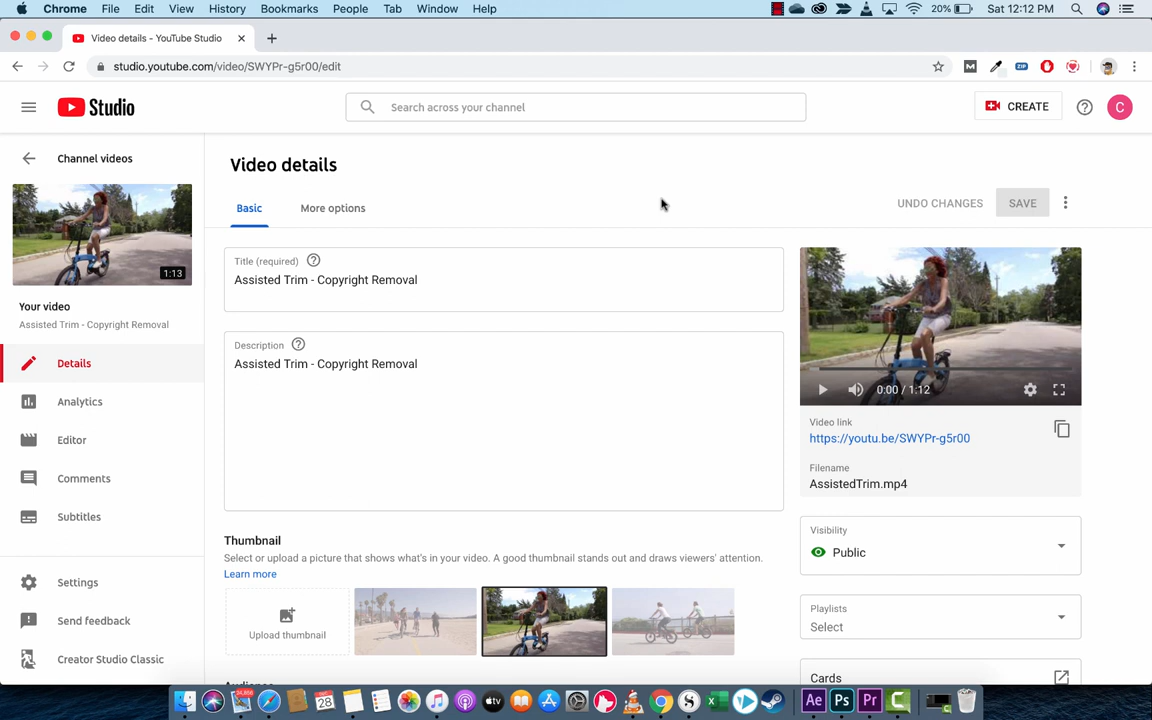 Chrome File Edit View History Bookmarks People Tab Window Help 20% Sat 12:12 PM
Video details - YouTube Studio
studio.youtube.com/video/SWYPr-g5r00/edit
M ZIP
Studio
Search across your channel
CREATE
C
Channel videos
1:13
Your video
Assisted Trim - Copyright Removal
Details
Analytics
Editor
Comments
Subtitles
Settings
Send feedback
Creator Studio Classic
Video details
Basic More options
UNDO CHANGES SAVE
Title (required)
Assisted Trim - Copyright Removal
Description
Assisted Trim - Copyright Removal
Thumbnail
Select or upload a picture that shows what's in your video. A good thumbnail stands out and draws viewers' attention.
Learn more
Upload thumbnail
0:00 / 1:12
Video link
https://youtu.be/SWYPr-g5r00
Filename
AssistedTrim.mp4
Visibility
Public
Playlists
Select
Cards
28 tv Ae Ps Pr